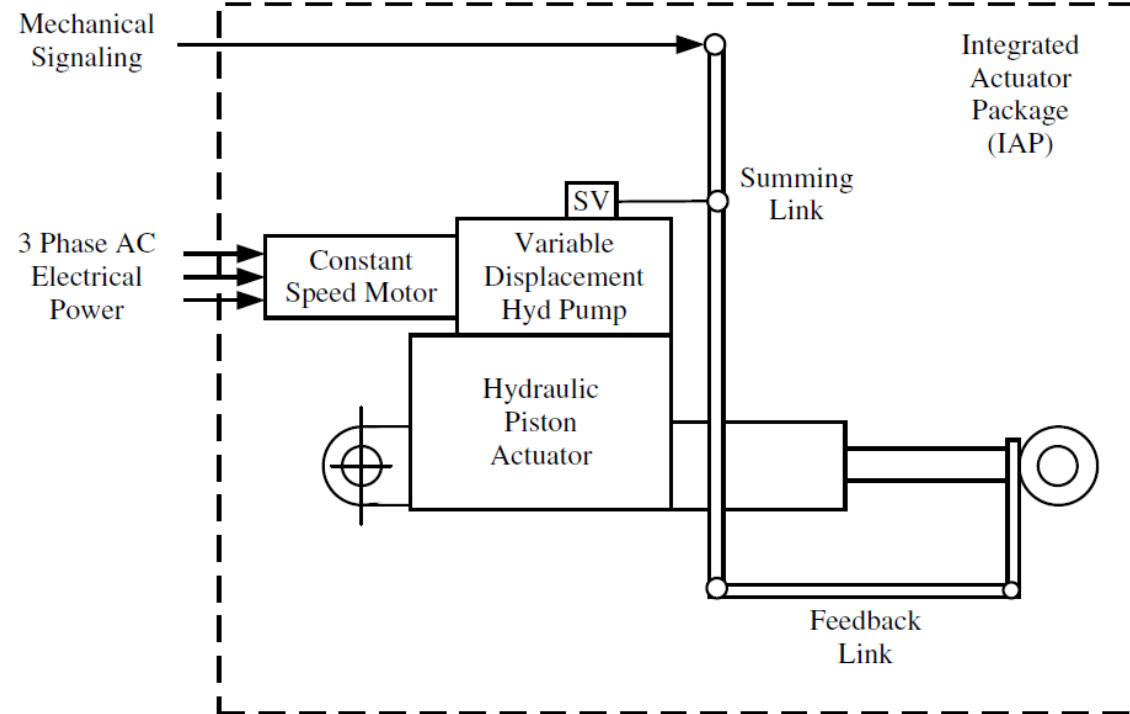 Mechanical
Signaling
Integrated
Actuator
Package
(IAP)
Summing
Link
SV
3 Phase AC
Electrical
Power
Constant
Speed Motor
Variable
Displacement
Hyd Pump
Hydraulic
Piston
Actuator
Feedback
Link